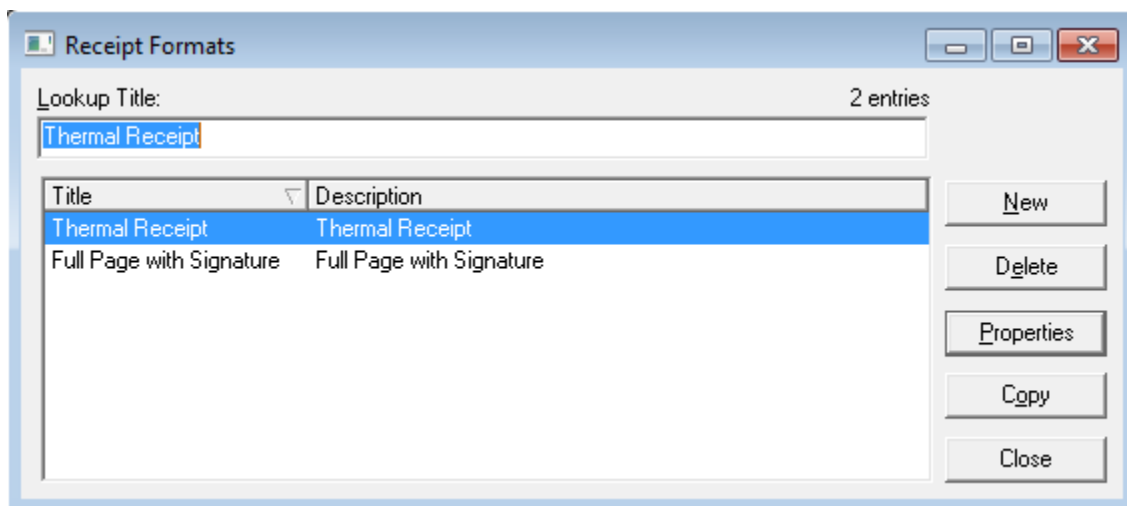 Receipt Formats
Lookup Title: 2 entries
Thermal Receipt
Title Description
Thermal Receipt Thermal Receipt
Full Page with Signature Full Page with Signature
New
Delete
Properties
Copy
Close